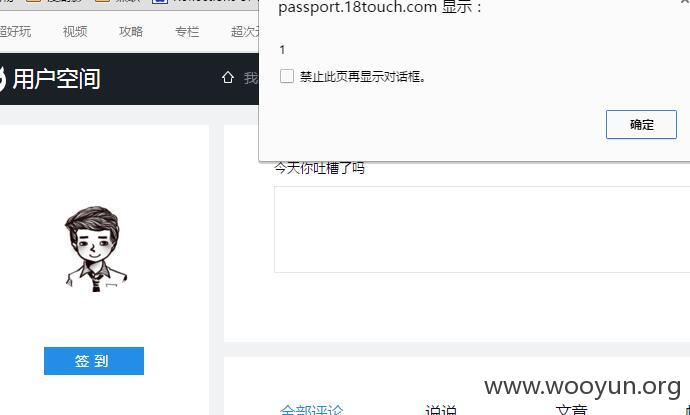 passport.18touch.com 显示：
1
禁止此页再显示对话框。
确定
超好玩 视频 攻略 专栏 超次元
用户空间
我
今天你吐槽了吗
签 到
全部评论 说说 文章
www.wooyun.org